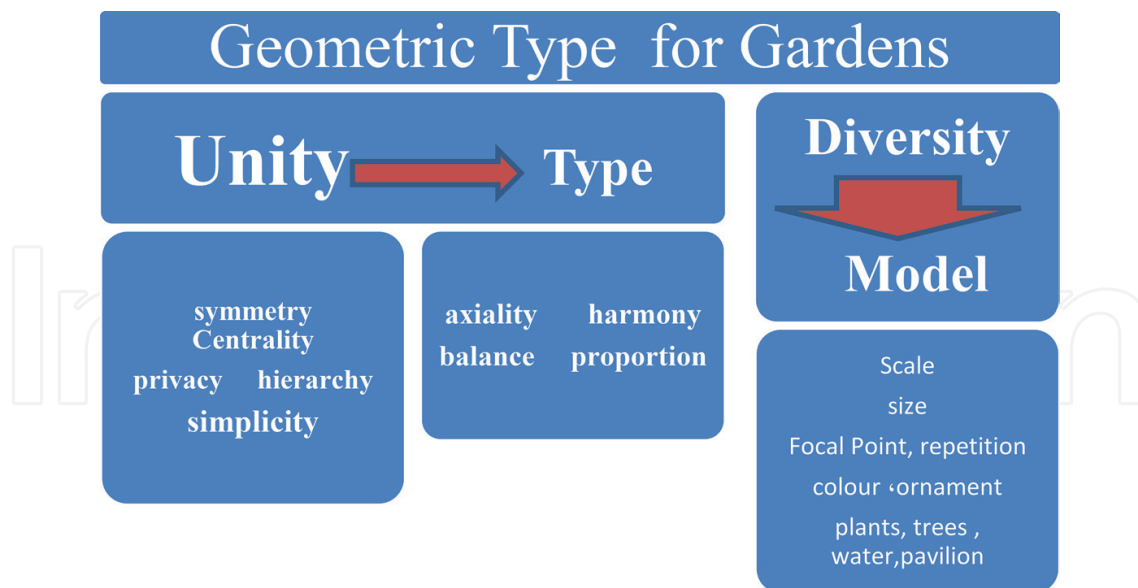 Geometric Type for Gardens
Unity Type
symmetry
Centrality
privacy hierarchy
simplicity
axiality harmony
balance proportion
Diversity
Model
Scale
size
Focal Point, repetition
colour ،ornament
plants, trees ,
water,pavilion